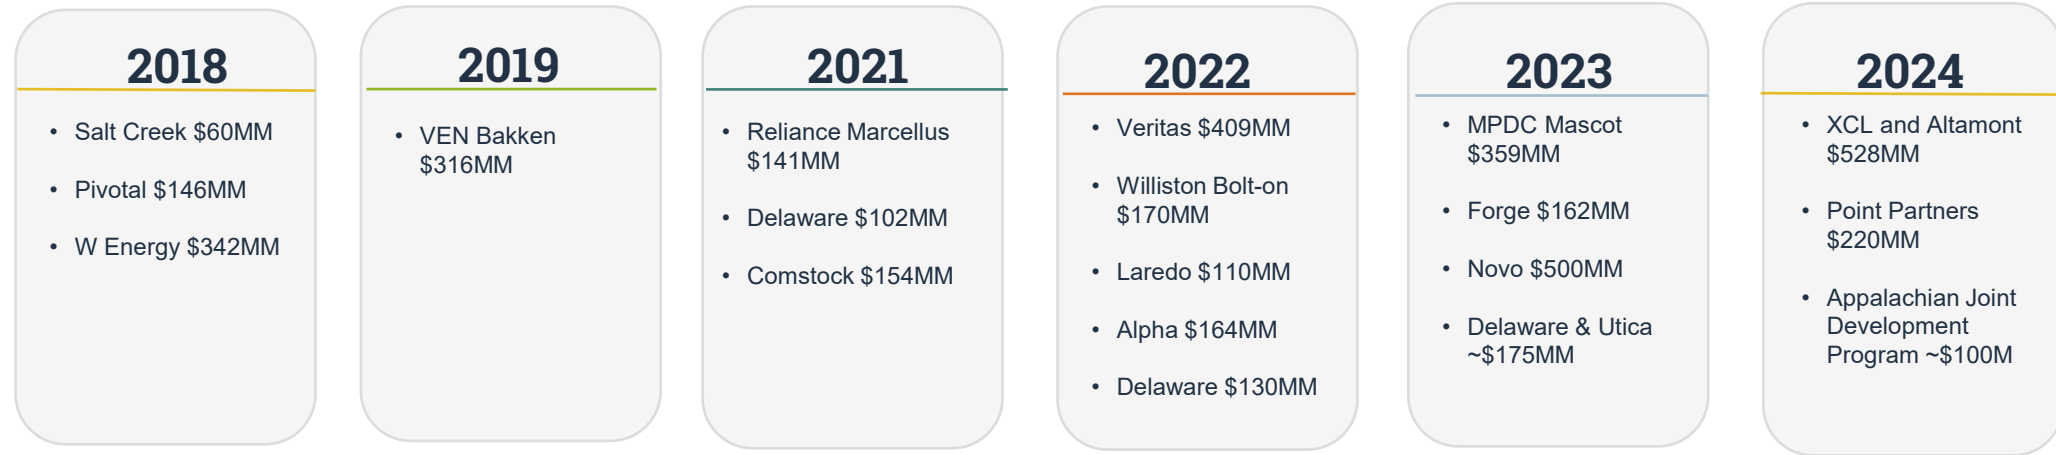 2018
• Salt Creek $60MM
• Pivotal $146MM
• W Energy $342MM
2019
• VEN Bakken
$316MM
2021
• Reliance Marcellus
$141MM
• Delaware $102MM
• Comstock $154MM
2022
• Veritas $409MM
• Williston Bolt-on
$170MM
• Laredo $110MM
• Alpha $164MM
• Delaware $130MM
2023
• MPDC Mascot
$359MM
• Forge $162MM
• Novo $500MM
• Delaware & Utica
~$175MM
2024
• XCL and Altamont
$528MM
• Point Partners
$220MM
• Appalachian Joint
Development
Program ~$100M